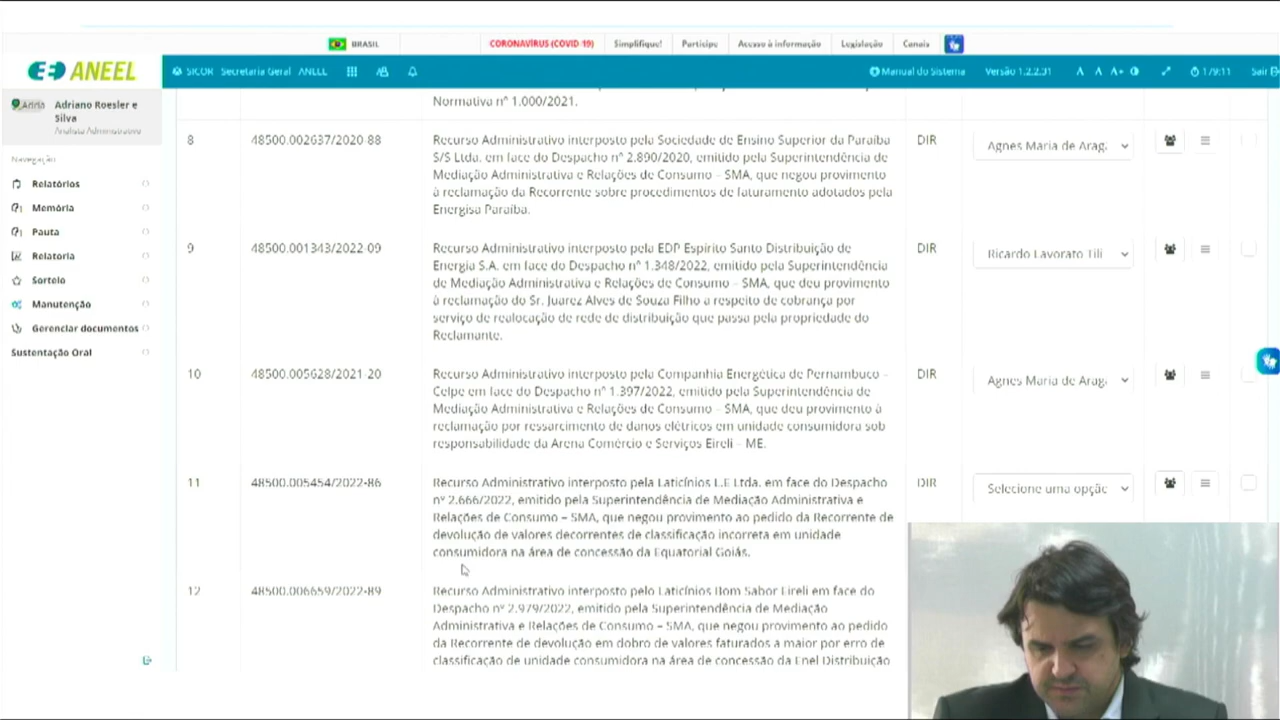 BRASIL
CORONAVÍRUS (COVID-19)
Simplifique!
Participe
Acesso à informação
Legislação
Canais
ANEEL
SICOR Secretaria Geral ANEEL
Manual do Sistema
Versão 1.2.2.31
A A A+
179:11
Sair
Adriano Roesler e
Silva
Analista Administrativo
Navegação
Relatórios
Memória
Pauta
Relatoria
Sorteio
Manutenção
Gerenciar documentos
Sustentação Oral
Normativa nº 1.000/2021.
8 48500.002637/2020-88
Recurso Administrativo interposto pela Sociedade de Ensino Superior da Paraíba
S/S Ltda. em face do Despacho nº 2.890/2020, emitido pela Superintendência de
Mediação Administrativa e Relações de Consumo – SMA, que negou provimento
à reclamação da Recorrente sobre procedimentos de faturamento adotados pela
Energisa Paraíba.
DIR
Agnes Maria de Araga
9 48500.001343/2022-09
Recurso Administrativo interposto pela EDP Espírito Santo Distribuição de
Energia S.A. em face do Despacho nº 1.348/2022, emitido pela Superintendência
de Mediação Administrativa e Relações de Consumo – SMA, que deu provimento
à reclamação do Sr. Juarez Alves de Souza Filho a respeito de cobrança por
serviço de realocação de rede de distribuição que passa pela propriedade do
Reclamante.
DIR
Ricardo Lavorato Tili
10 48500.005628/2021-20
Recurso Administrativo interposto pela Companhia Energética de Pernambuco –
Celpe em face do Despacho nº 1.397/2022, emitido pela Superintendência de
Mediação Administrativa e Relações de Consumo – SMA, que deu provimento à
reclamação por ressarcimento de danos elétricos em unidade consumidora sob
responsabilidade da Arena Comércio e Serviços Eireli – ME.
DIR
Agnes Maria de Araga
11 48500.005454/2022-86
Recurso Administrativo interposto pela Laticínios L.E Ltda. em face do Despacho
nº 2.666/2022, emitido pela Superintendência de Mediação Administrativa e
Relações de Consumo – SMA, que negou provimento ao pedido da Recorrente de
devolução de valores decorrentes de classificação incorreta em unidade
consumidora na área de concessão da Equatorial Goiás.
DIR
Selecione uma opção
12 48500.006659/2022-89
Recurso Administrativo interposto pelo Laticínios Bom Sabor Eireli em face do
Despacho nº 2.979/2022, emitido pela Superintendência de Mediação
Administrativa e Relações de Consumo – SMA, que negou provimento ao pedido
da Recorrente de devolução em dobro de valores faturados a maior por erro de
classificação de unidade consumidora na área de concessão da Enel Distribuição